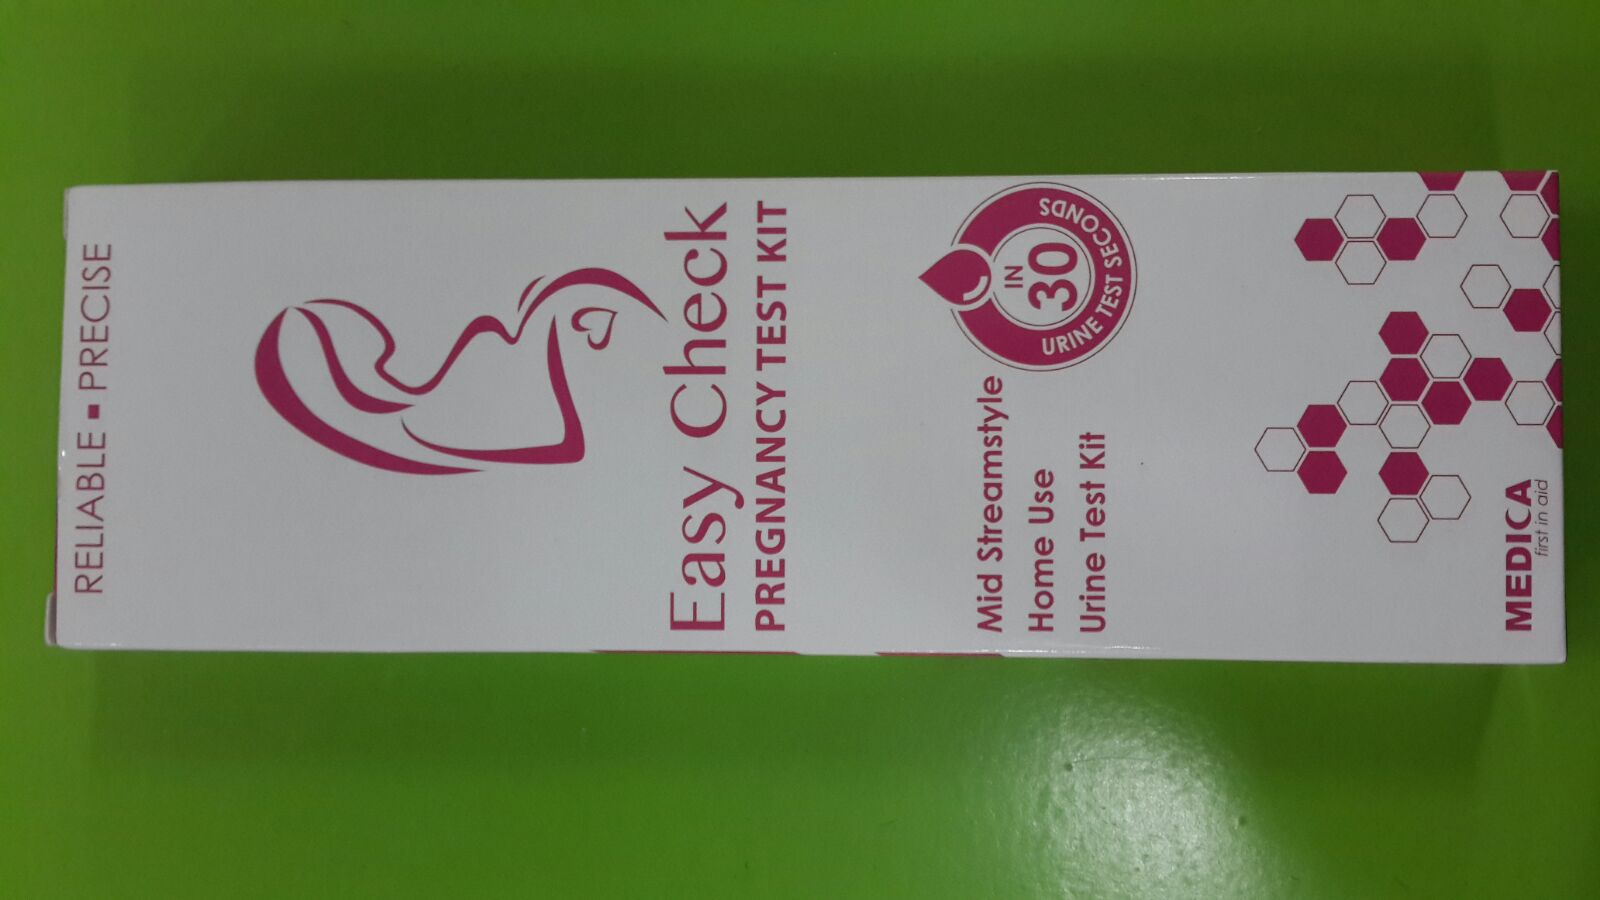 RELIABLE ▪ PRECISE
Easy Check
PREGNANCY TEST KIT
IN
30
URINE TEST SECONDS
Mid Streamstyle
Home Use
Urine Test Kit
MEDICA
first in aid